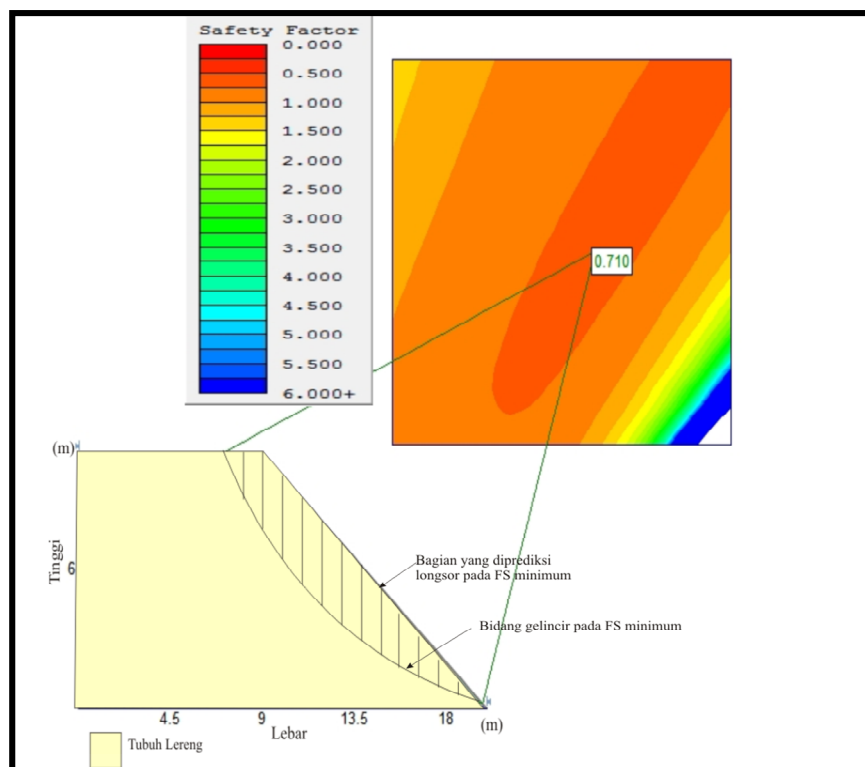 Safety Factor
0.000
0.500
1.000
1.500
2.000
2.500
3.000
3.500
4.000
4.500
5.000
5.500
6.000+
0.710
(m)
Tinggi
6
Bagian yang diprediksi
longsor pada FS minimum
Bidang gelincir pada FS minimum
4.5
9
13.5
18
(m)
Lebar
Tubuh Lereng